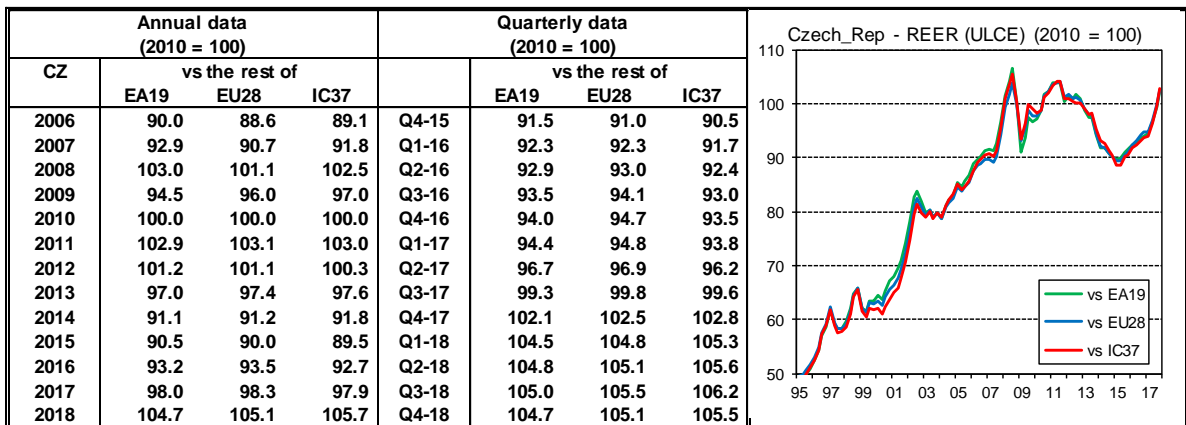 Annual data Quarterly data
(2010 = 100) (2010 = 100)
CZ vs the rest of vs the rest of
EA19 EU28 IC37 EA19 EU28 IC37
2006 90.0 88.6 89.1 Q4-15 91.5 91.0 90.5
2007 92.9 90.7 91.8 Q1-16 92.3 92.3 91.7
2008 103.0 101.1 102.5 Q2-16 92.9 93.0 92.4
2009 94.5 96.0 97.0 Q3-16 93.5 94.1 93.0
2010 100.0 100.0 100.0 Q4-16 94.0 94.7 93.5
2011 102.9 103.1 103.0 Q1-17 94.4 94.8 93.8
2012 101.2 101.1 100.3 Q2-17 96.7 96.9 96.2
2013 97.0 97.4 97.6 Q3-17 99.3 99.8 99.6
2014 91.1 91.2 91.8 Q4-17 102.1 102.5 102.8
2015 90.5 90.0 89.5 Q1-18 104.5 104.8 105.3
2016 93.2 93.5 92.7 Q2-18 104.8 105.1 105.6
2017 98.0 98.3 97.9 Q3-18 105.0 105.5 106.2
2018 104.7 105.1 105.7 Q4-18 104.7 105.1 105.5
Czech_Rep - REER (ULCE) (2010 = 100)
110
100
90
80
70
60
50
vs EA19
vs EU28
vs IC37
95 97 99 01 03 05 07 09 11 13 15 17